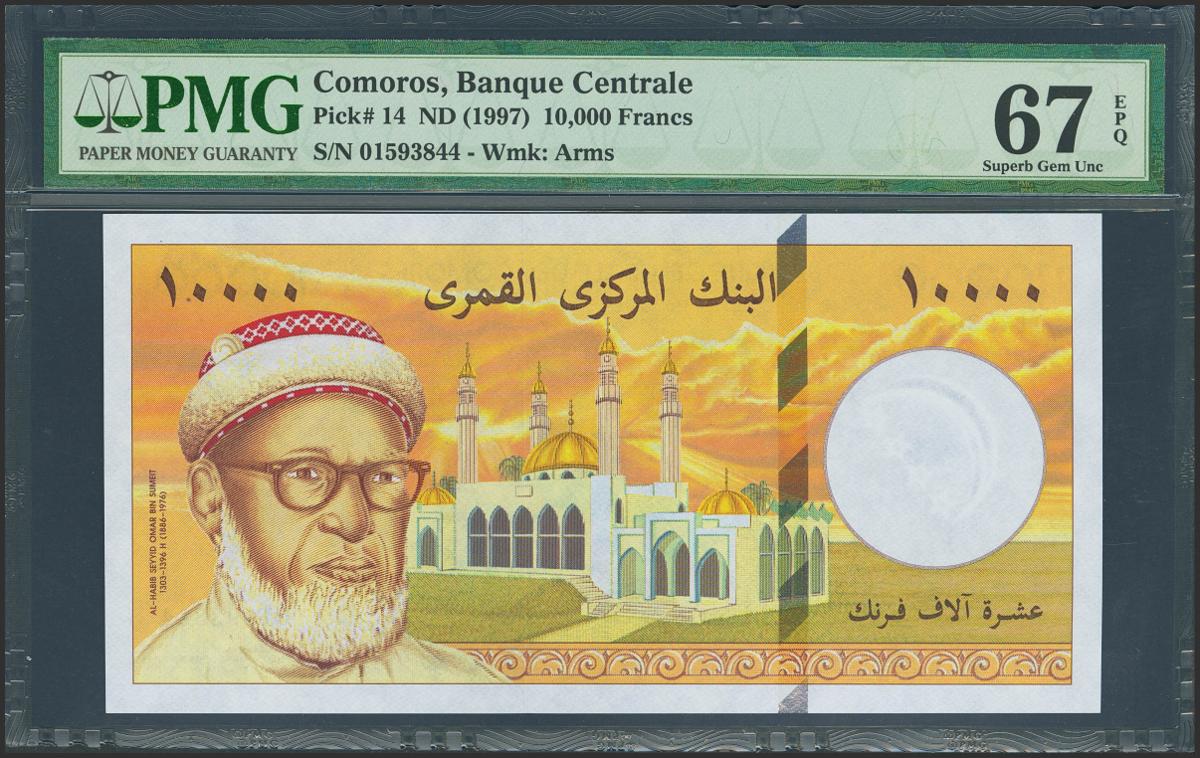 PMG
PAPER MONEY GUARANTY
Comoros, Banque Centrale
Pick# 14 ND (1997) 10,000 Francs
S/N 01593844 - Wmk: Arms
67
EPQ
Superb Gem Unc
١٠٠٠٠
البنك المركزى القمرى
١٠٠٠٠
AL-HABIB SEYYID OMAR BIN SUMEIT
1303-1396 H (1886-1976)
عشرة آلاف فرنك